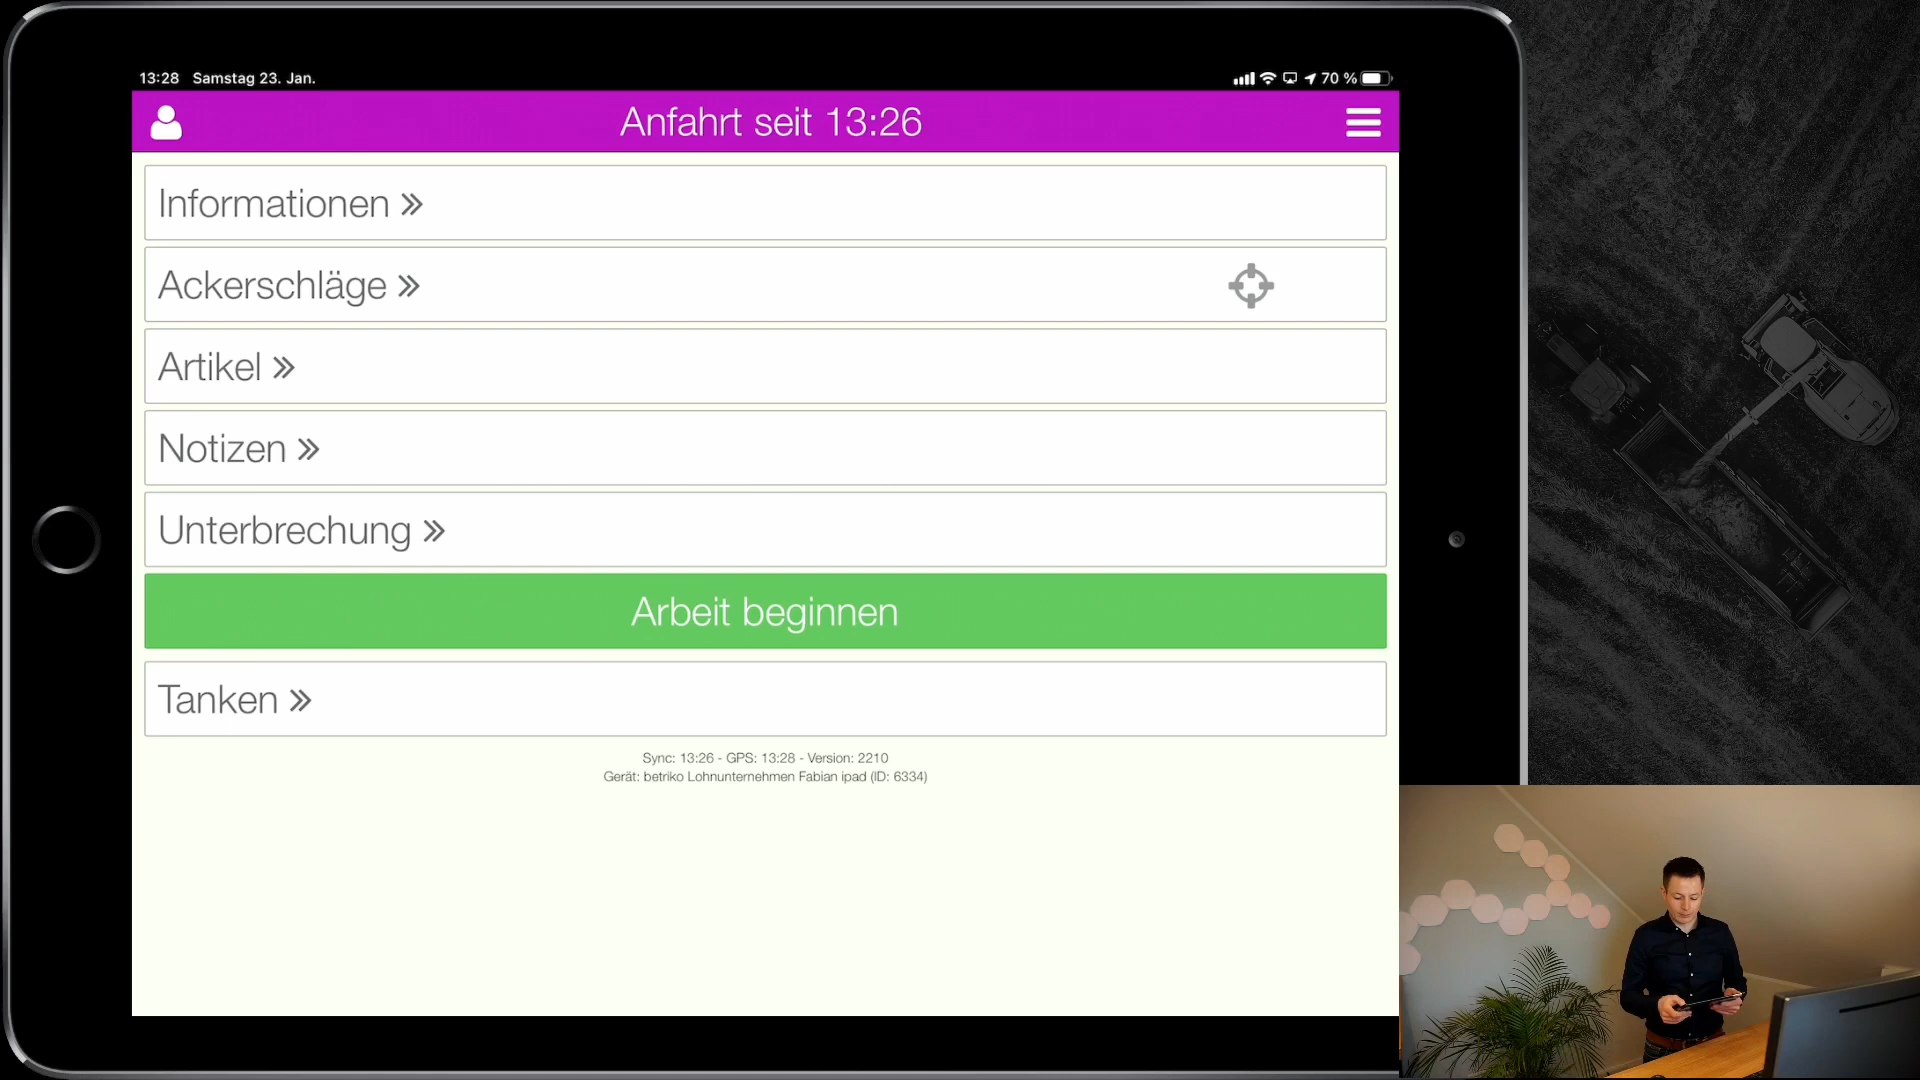 13:28 Samstag 23. Jan.
70 %
Anfahrt seit 13:26
Informationen »
Ackerschläge »
Artikel »
Notizen »
Unterbrechung »
Arbeit beginnen
Tanken »
Sync: 13:26 - GPS: 13:28 - Version: 2210
Gerät: betriko Lohnunternehmen Fabian ipad (ID: 6334)